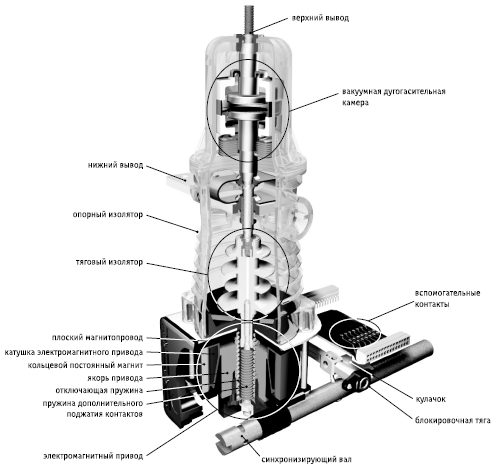 верхний вывод
вакуумная дугогасительная
камера
нижний вывод
опорный изолятор
тяговый изолятор
вспомогательные
контакты
плоский магнитопровод
катушка электромагнитного привода
кольцевой постоянный магнит
якорь привода
отключающая пружина
пружина дополнительного
поджатия контактов
кулачок
блокировочная тяга
электромагнитный привод
синхронизирующий вал